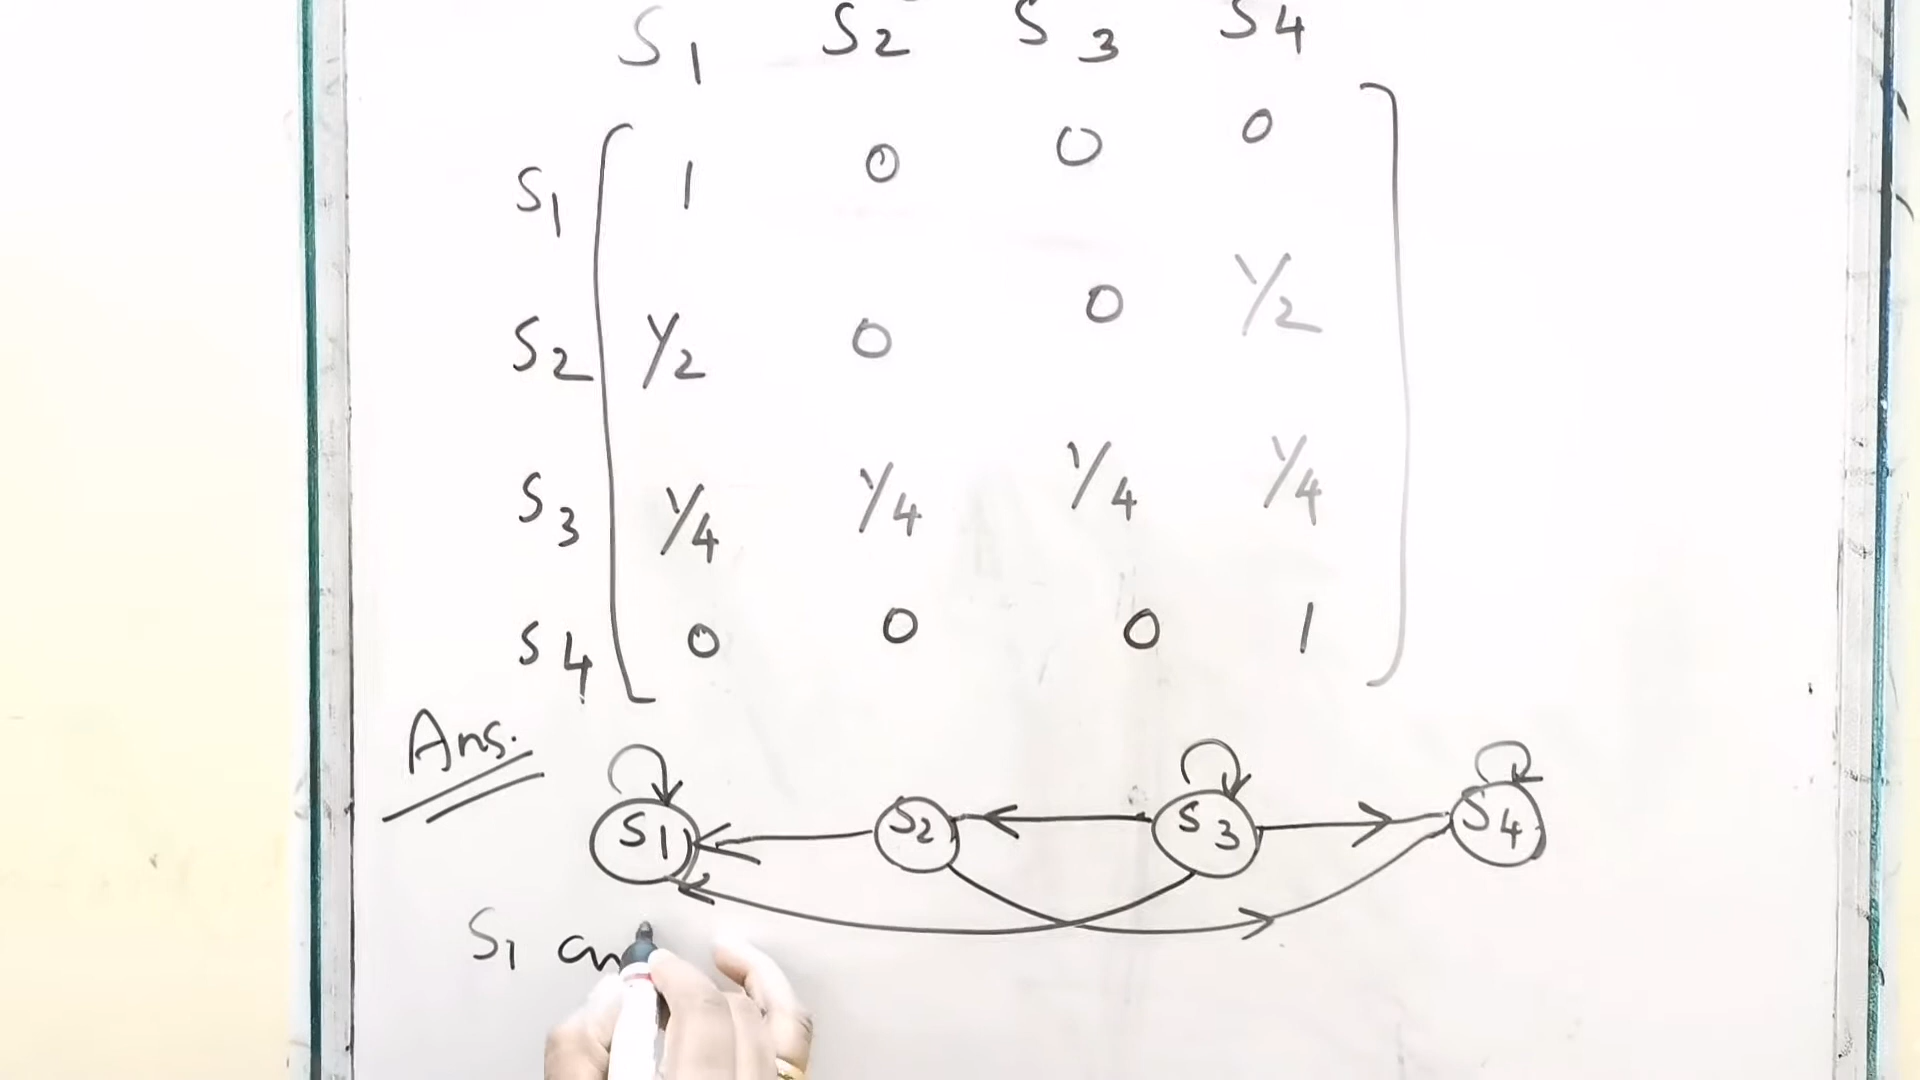 S1 S2 S3 S4
S1 1 0 0 0
S2 1/2 0 0 1/2
S3 1/4 1/4 1/4 1/4
S4 0 0 0 1
Ans.
S1 S2 S3 S4
S1